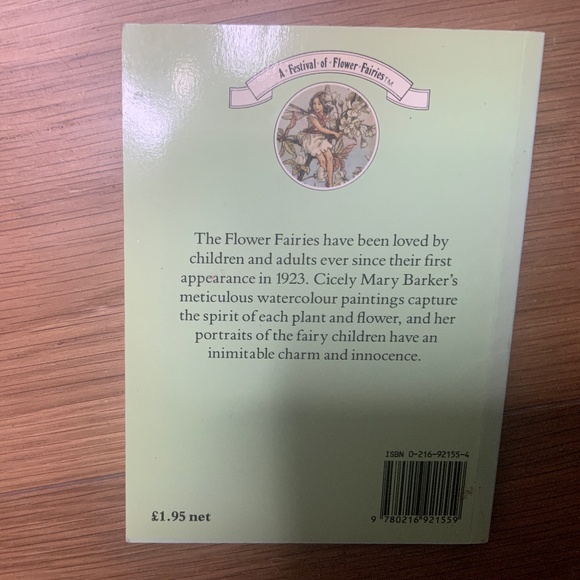 A·Festival·of·Flower·Fairies™
The Flower Fairies have been loved by
children and adults ever since their first
appearance in 1923. Cicely Mary Barker's
meticulous watercolour paintings capture
the spirit of each plant and flower, and her
portraits of the fairy children have an
inimitable charm and innocence.
ISBN 0-216-92155-4
£1.95 net
9 780216 921559